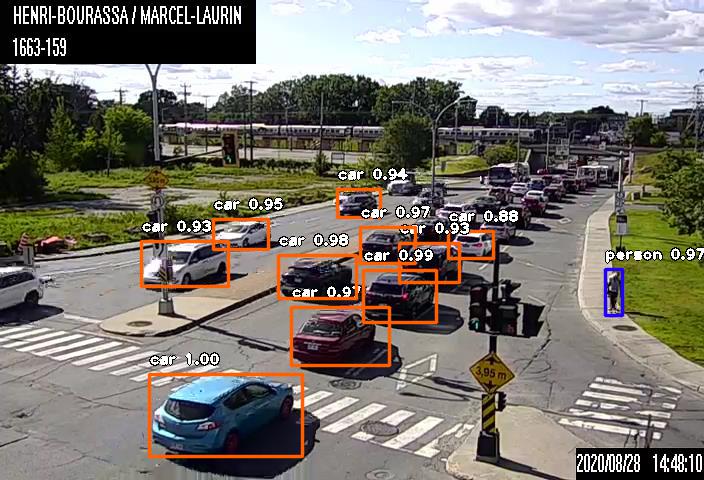 HENRI-BOURASSA / MARCEL-LAURIN
1663-159
car 0.94
car 0.95
car 0.97
car 0.88
car 0.93
car 0.93
car 0.98
car 0.99
person 0.97
car 0.97
car 1.00
3,95 m
2020/08/28 14:48:10